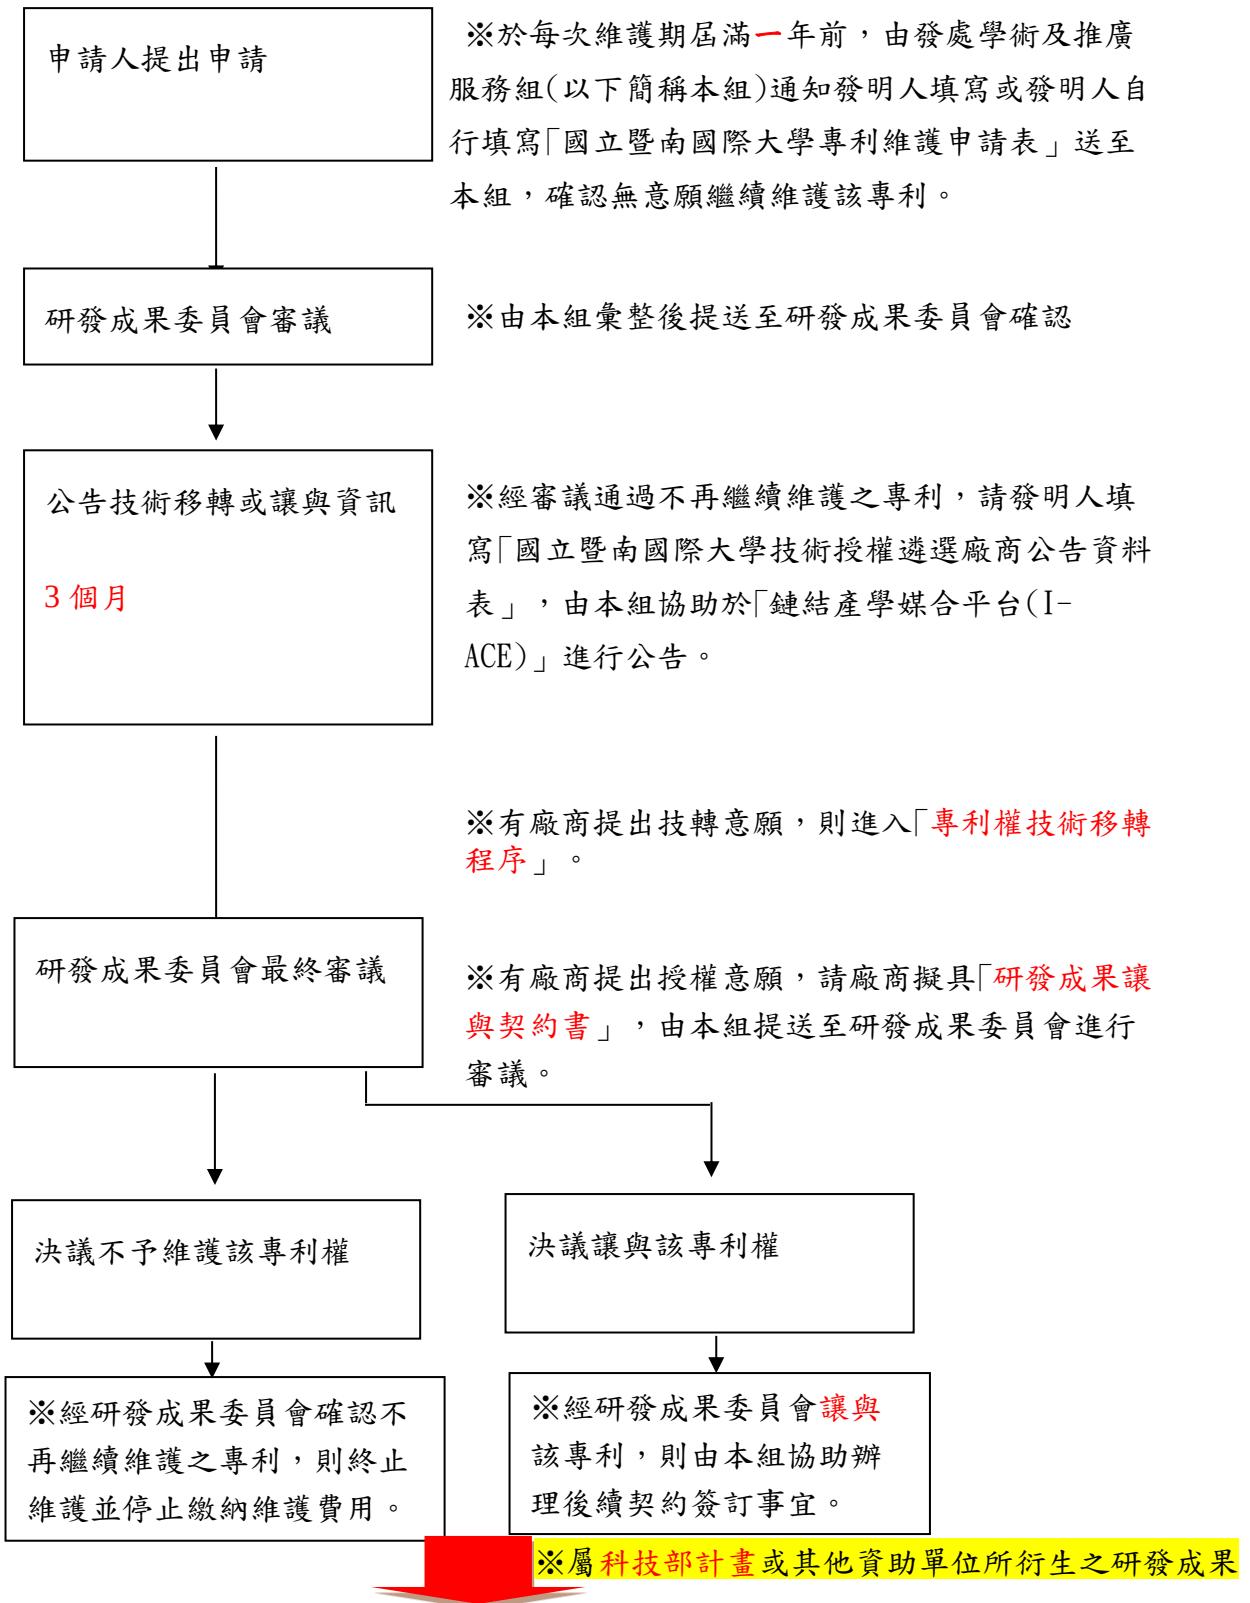 申請人提出申請
※於每次維護期屆滿一年前，由發處學術及推廣
服務組(以下簡稱本組)通知發明人填寫或發明人自
行填寫「國立暨南國際大學專利維護申請表」送至
本組，確認無意願繼續維護該專利。
研發成果委員會審議
※由本組彙整後提送至研發成果委員會確認
公告技術移轉或讓與資訊
3 個月
※經審議通過不再繼續維護之專利，請發明人填
寫「國立暨南國際大學技術授權遴選廠商公告資料
表」，由本組協助於「鏈結產學媒合平台(I-
ACE)」進行公告。
※有廠商提出技轉意願，則進入「專利權技術移轉
程序」。
研發成果委員會最終審議
※有廠商提出授權意願，請廠商擬具「研發成果讓
與契約書」，由本組提送至研發成果委員會進行
審議。
決議不予維護該專利權
決議讓與該專利權
※經研發成果委員會確認不
再繼續維護之專利，則終止
維護並停止繳納維護費用。
※經研發成果委員會讓與
該專利，則由本組協助辦
理後續契約簽訂事宜。
※屬科技部計畫或其他資助單位所衍生之研發成果